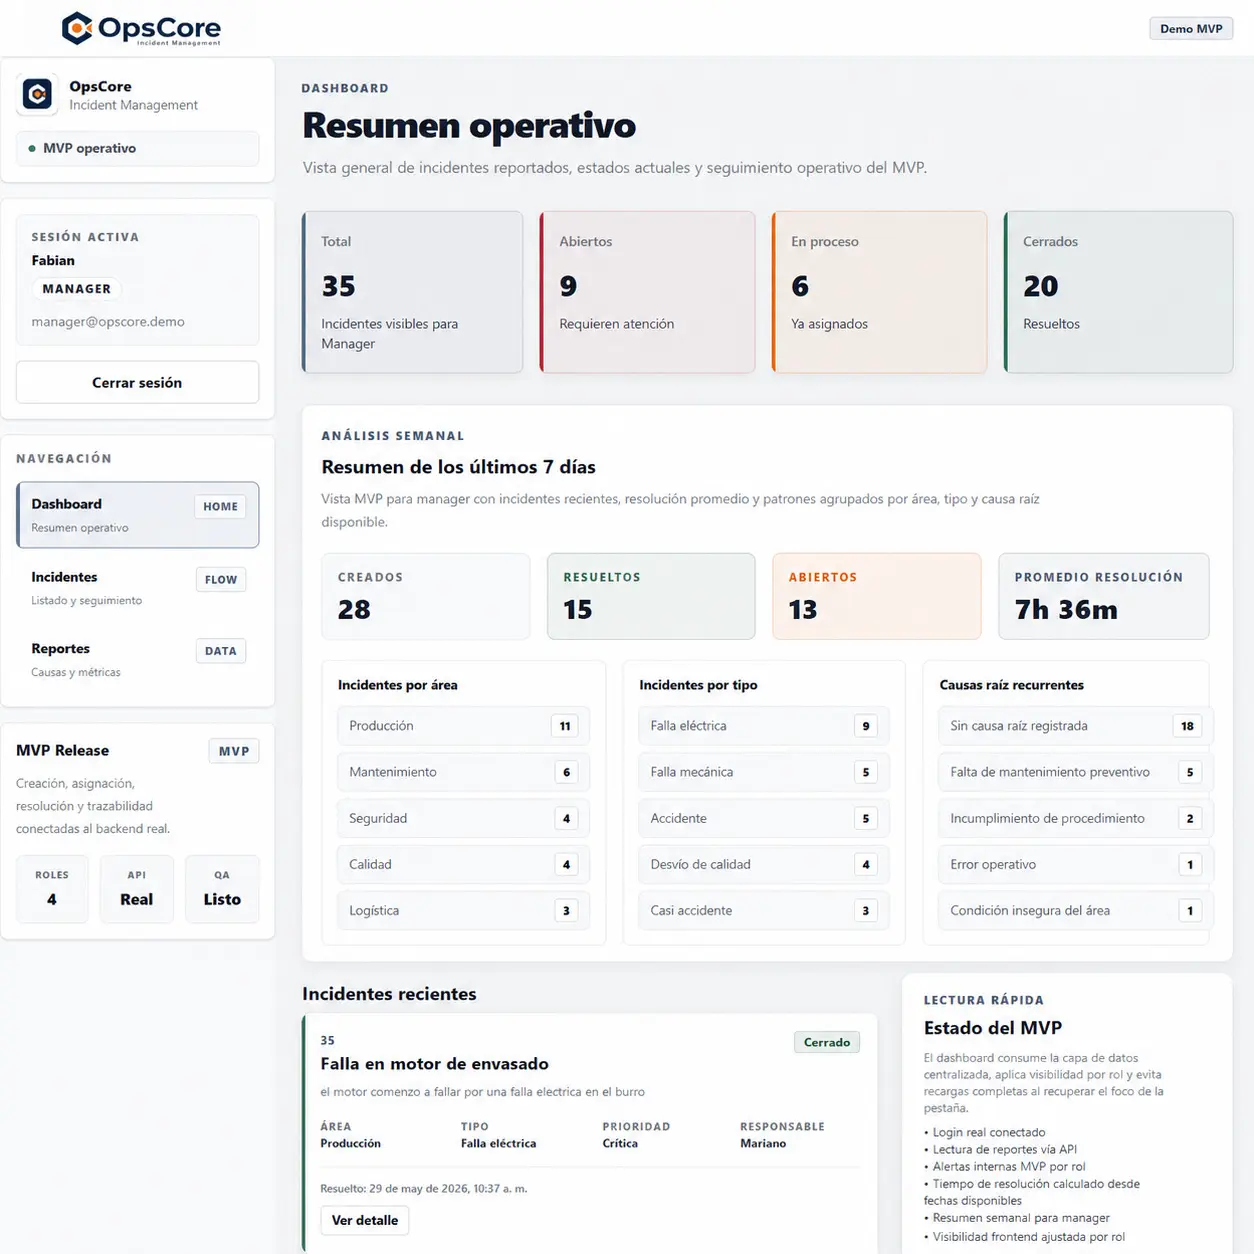 OpsCore
Incident Management
Demo MVP
OpsCore
Incident Management
MVP operativo
SESIÓN ACTIVA
Fabian
MANAGER
manager@opscore.demo
Cerrar sesión
NAVEGACIÓN
Dashboard
HOME
Resumen operativo
Incidentes
FLOW
Listado y seguimiento
Reportes
DATA
Causas y métricas
MVP Release
MVP
Creación, asignación,
resolución y trazabilidad
conectadas al backend real.
ROLES
4
API
Real
QA
Listo
DASHBOARD
Resumen operativo
Vista general de incidentes reportados, estados actuales y seguimiento operativo del MVP.
Total
35
Incidentes visibles para
Manager
Abiertos
9
Requieren atención
En proceso
6
Ya asignados
Cerrados
20
Resueltos
ANÁLISIS SEMANAL
Resumen de los últimos 7 días
Vista MVP para manager con incidentes recientes, resolución promedio y patrones agrupados por área, tipo y causa raíz
disponible.
CREADOS
28
RESUELTOS
15
ABIERTOS
13
PROMEDIO RESOLUCIÓN
7h 36m
Incidentes por área
Producción 11
Mantenimiento 6
Seguridad 4
Calidad 4
Logística 3
Incidentes por tipo
Falla eléctrica 9
Falla mecánica 5
Accidente 5
Desvío de calidad 4
Casi accidente 3
Causas raíz recurrentes
Sin causa raíz registrada 18
Falta de mantenimiento preventivo 5
Incumplimiento de procedimiento 2
Error operativo 1
Condición insegura del área 1
Incidentes recientes
35
Cerrado
Falla en motor de envasado
el motor comenzo a fallar por una falla electrica en el burro
ÁREA
Producción
TIPO
Falla eléctrica
PRIORIDAD
Crítica
RESPONSABLE
Mariano
Resuelto: 29 de may de 2026, 10:37 a. m.
Ver detalle
LECTURA RÁPIDA
Estado del MVP
El dashboard consume la capa de datos
centralizada, aplica visibilidad por rol y evita
recargas completas al recuperar el foco de la
pestaña.
• Login real conectado
• Lectura de reportes vía API
• Alertas internas MVP por rol
• Tiempo de resolución calculado desde
fechas disponibles
• Resumen semanal para manager
• Visibilidad frontend ajustada por rol